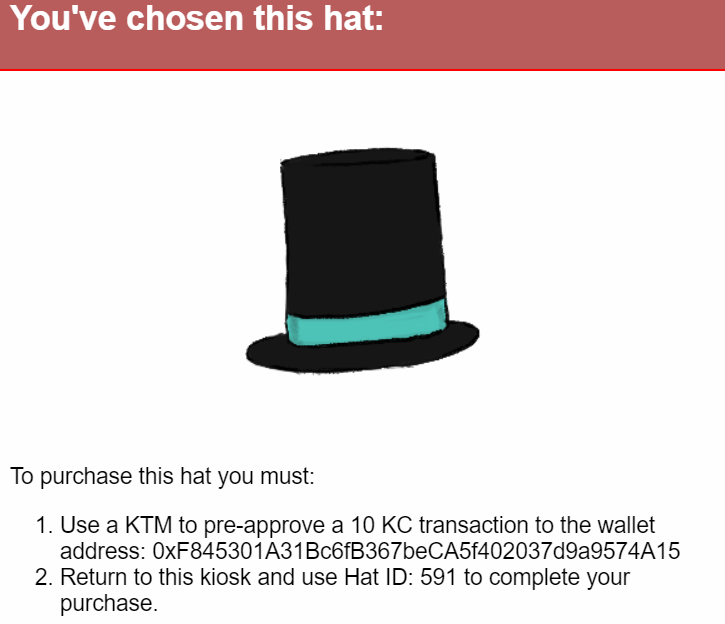 You've chosen this hat:
To purchase this hat you must:
1. Use a KTM to pre-approve a 10 KC transaction to the wallet
address: 0xF845301A31Bc6fB367beCA5f402037d9a9574A15
2. Return to this kiosk and use Hat ID: 591 to complete your
purchase.